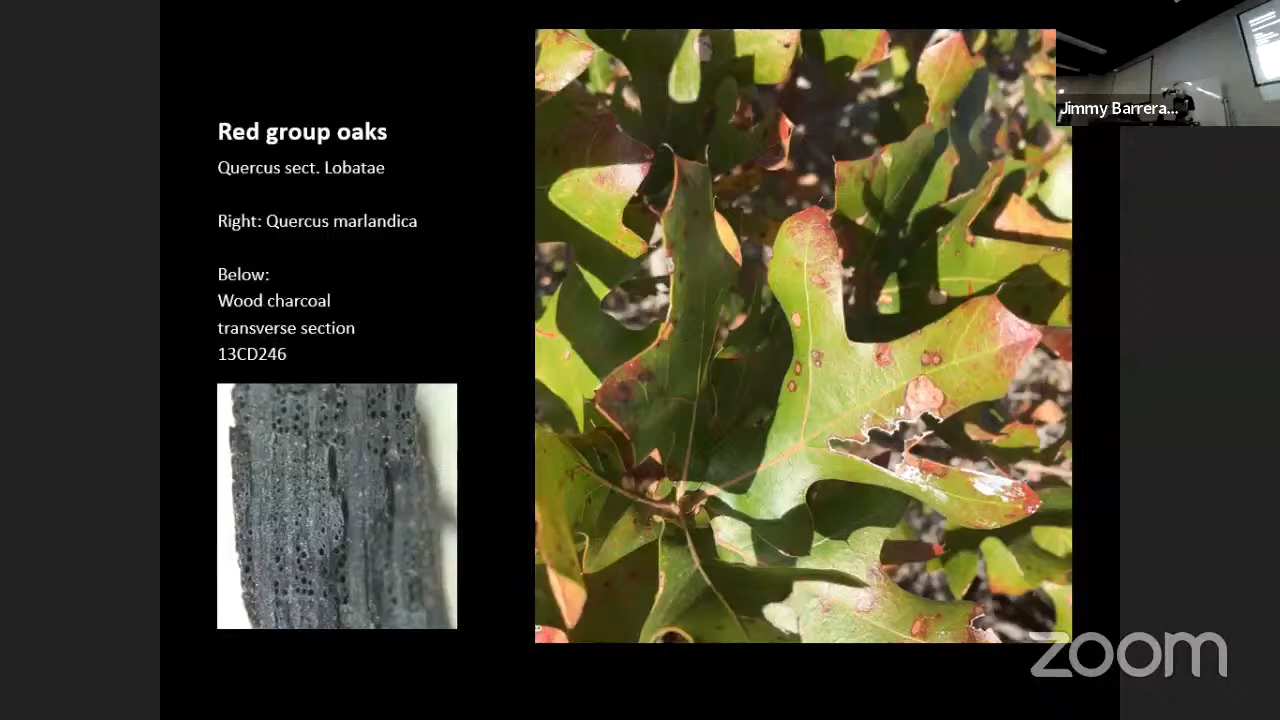 Red group oaks
Quercus sect. Lobatae
Right: Quercus marlandica
Below:
Wood charcoal
transverse section
13CD246
Jimmy Barrera...
zoom